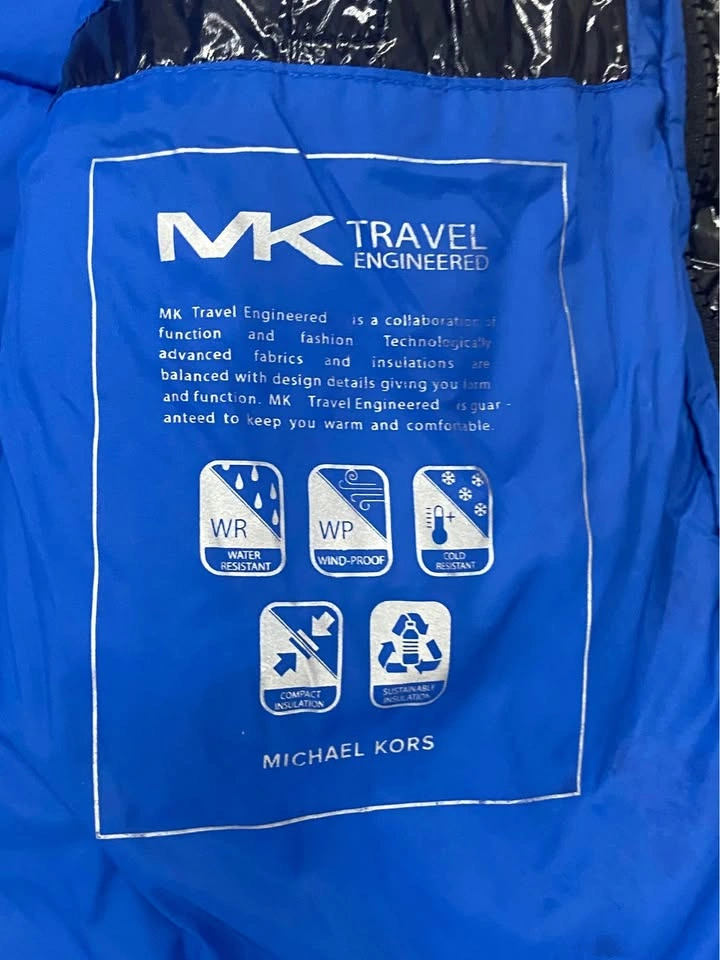 MK TRAVEL
ENGINEERED
MK Travel Engineered is a collaboration of
function and fashion Technologically
advanced fabrics and insulations are
balanced with design details giving you form
and function. MK Travel Engineered is guar -
anteed to keep you warm and comfortable.
WR
WATER
RESISTANT
WP
WIND-PROOF
+
COLD
RESISTANT
COMPACT
INSULATION
SUSTAINABLE
INSULATION
MICHAEL KORS